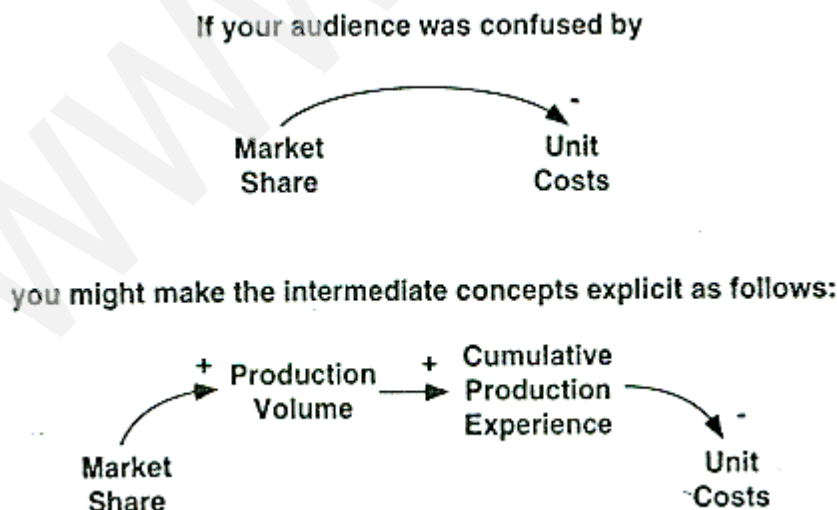 If your audience was confused by
-
Market
Share
Unit
Costs
you might make the intermediate concepts explicit as follows:
+
Production
Volume
+
Cumulative
Production
Experience
-
Market
Share
Unit
Costs